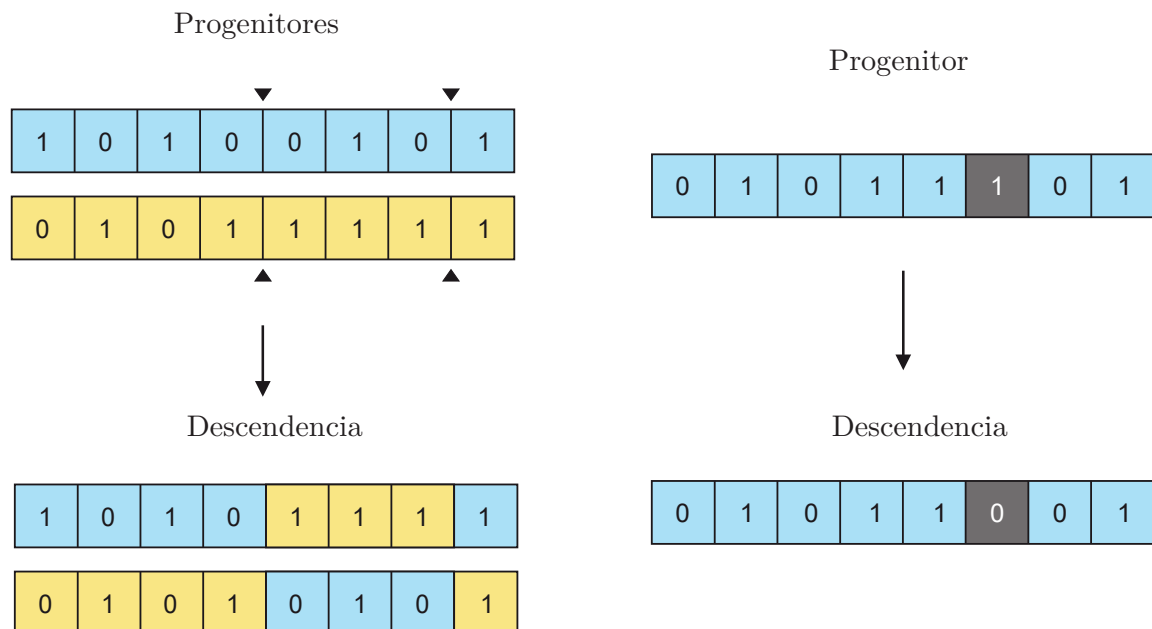 Progenitores
1 0 1 0 0 1 0 1
0 1 0 1 1 1 1 1
Descendencia
1 0 1 0 1 1 1 1
0 1 0 1 0 1 0 1
Progenitor
0 1 0 1 1 1 0 1
Descendencia
0 1 0 1 1 0 0 1